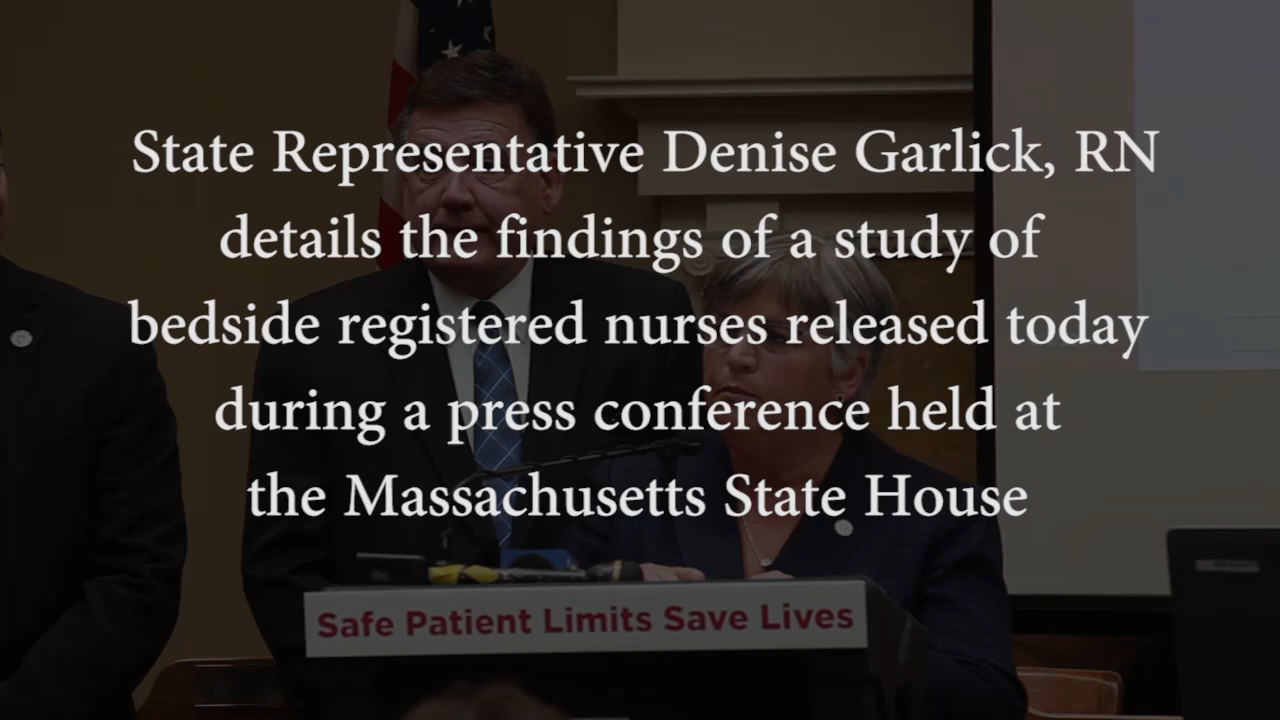 State Representative Denise Garlick, RN
details the findings of a study of
bedside registered nurses released today
during a press conference held at
the Massachusetts State House
Safe Patient Limits Save Lives